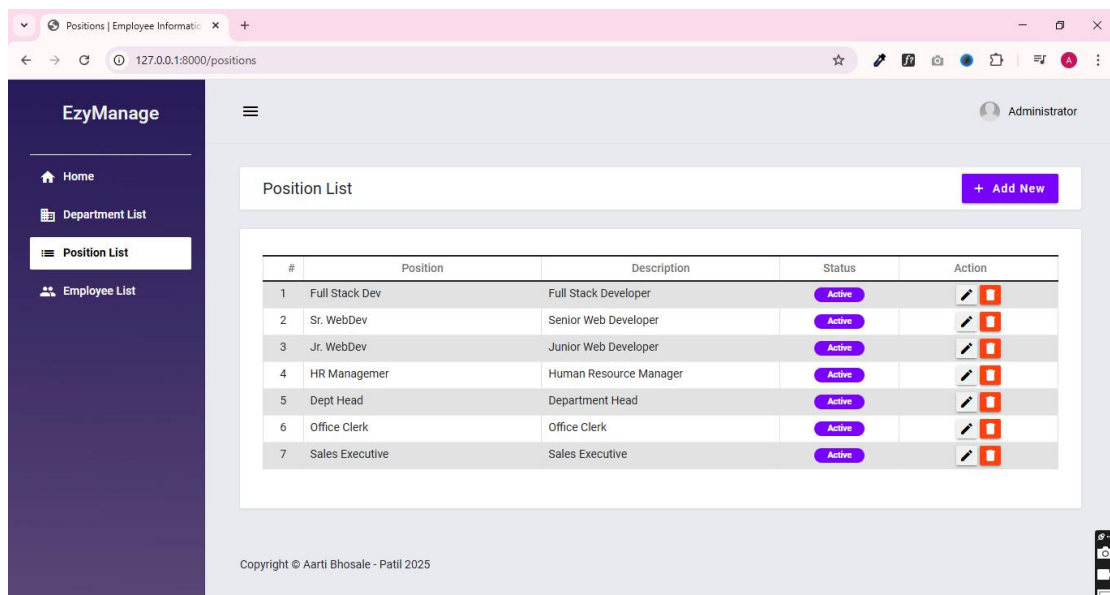 Positions | Employee Informatic
127.0.0.1:8000/positions
A
EzyManage
Administrator
Home
Department List
Position List
Employee List
Position List
+ Add New
# Position Description Status Action
1 Full Stack Dev Full Stack Developer Active
2 Sr. WebDev Senior Web Developer Active
3 Jr. WebDev Junior Web Developer Active
4 HR Managemer Human Resource Manager Active
5 Dept Head Department Head Active
6 Office Clerk Office Clerk Active
7 Sales Executive Sales Executive Active
Copyright © Aarti Bhosale - Patil 2025